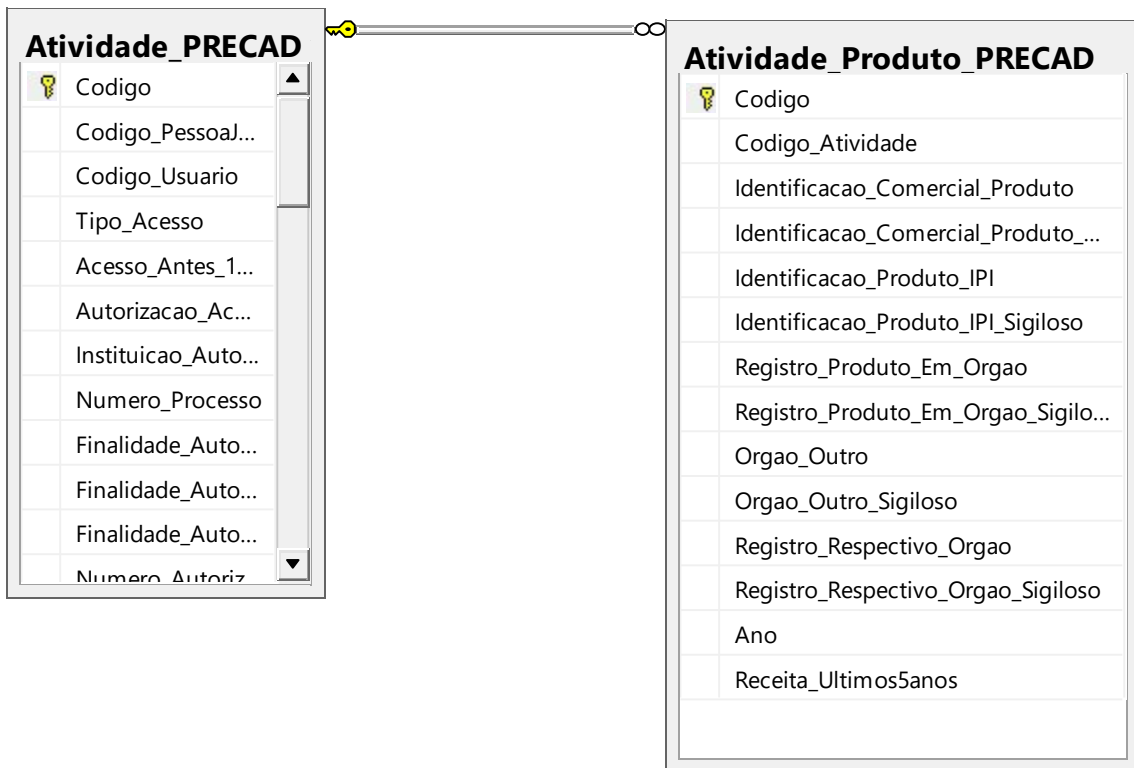 Atividade_PRECAD
Codigo
Codigo_PessoaJ...
Codigo_Usuario
Tipo_Acesso
Acesso_Antes_1...
Autorizacao_Ac...
Instituicao_Auto...
Numero_Processo
Finalidade_Auto...
Finalidade_Auto...
Finalidade_Auto...
Numero_Autoriz
Atividade_Produto_PRECAD
Codigo
Codigo_Atividade
Identificacao_Comercial_Produto
Identificacao_Comercial_Produto_...
Identificacao_Produto_IPI
Identificacao_Produto_IPI_Sigiloso
Registro_Produto_Em_Orgao
Registro_Produto_Em_Orgao_Sigilo...
Orgao_Outro
Orgao_Outro_Sigiloso
Registro_Respectivo_Orgao
Registro_Respectivo_Orgao_Sigiloso
Ano
Receita_Ultimos5anos